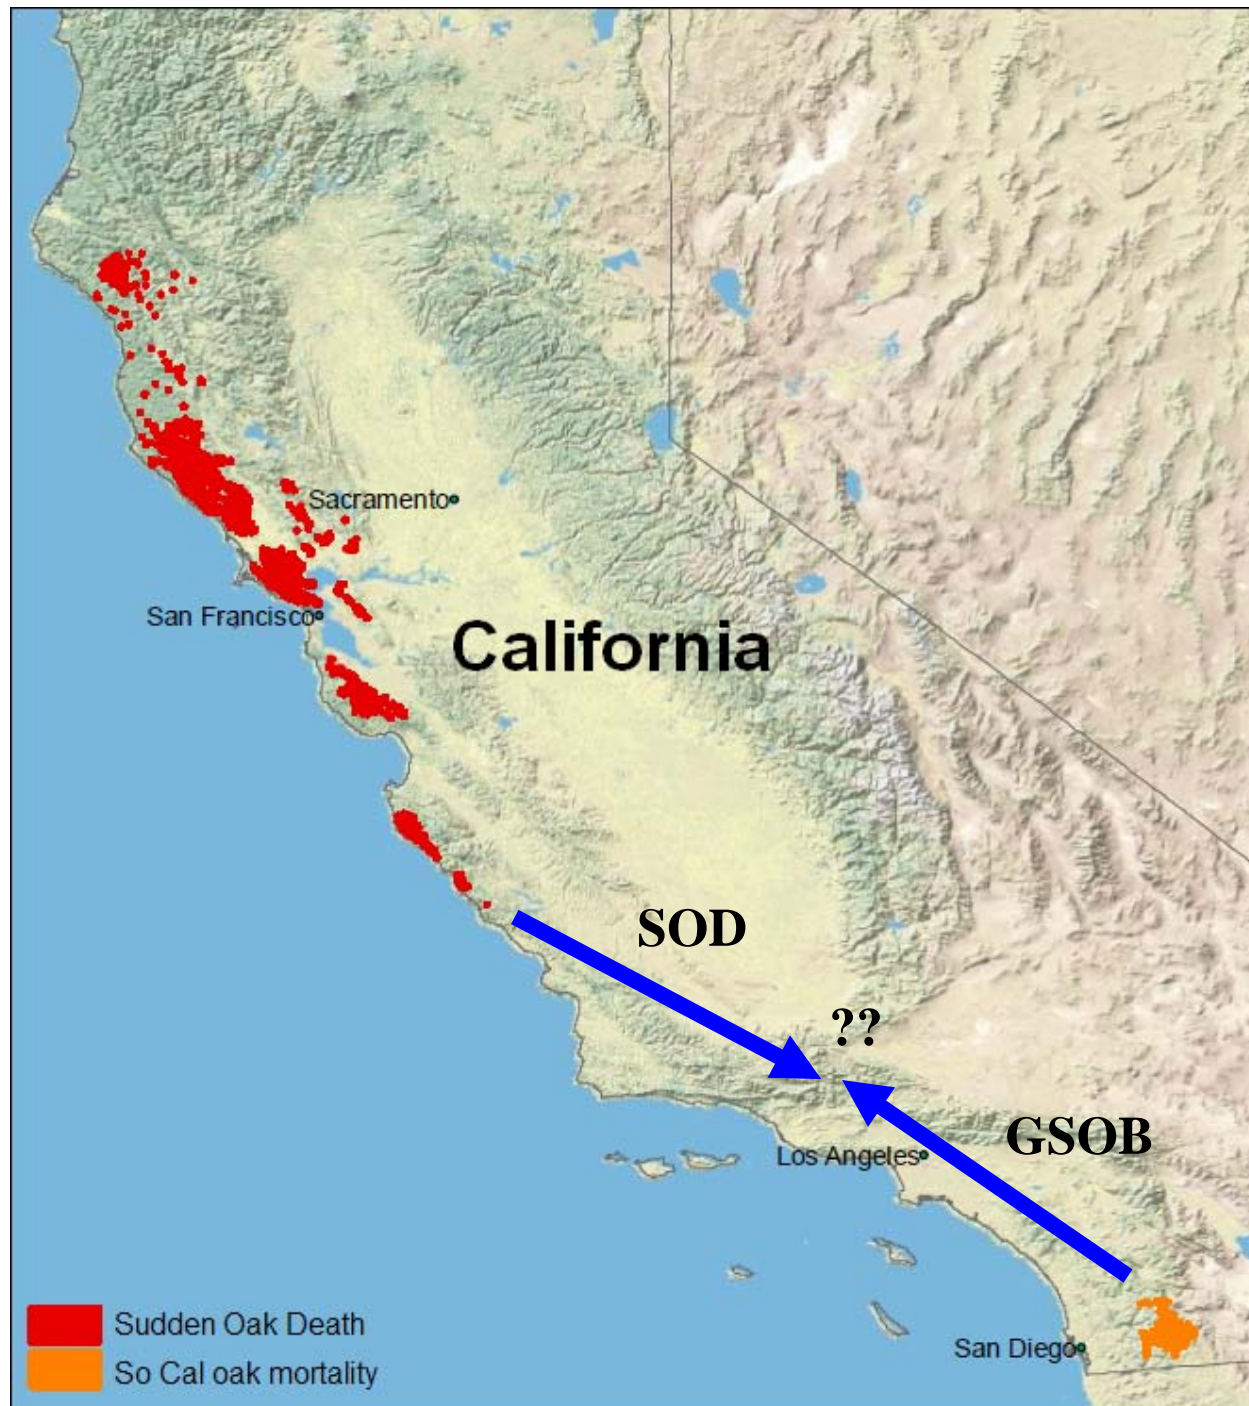 Sacramento
San Francisco
California
SOD
??
GSOB
Los Angeles
San Diego
Sudden Oak Death
So Cal oak mortality